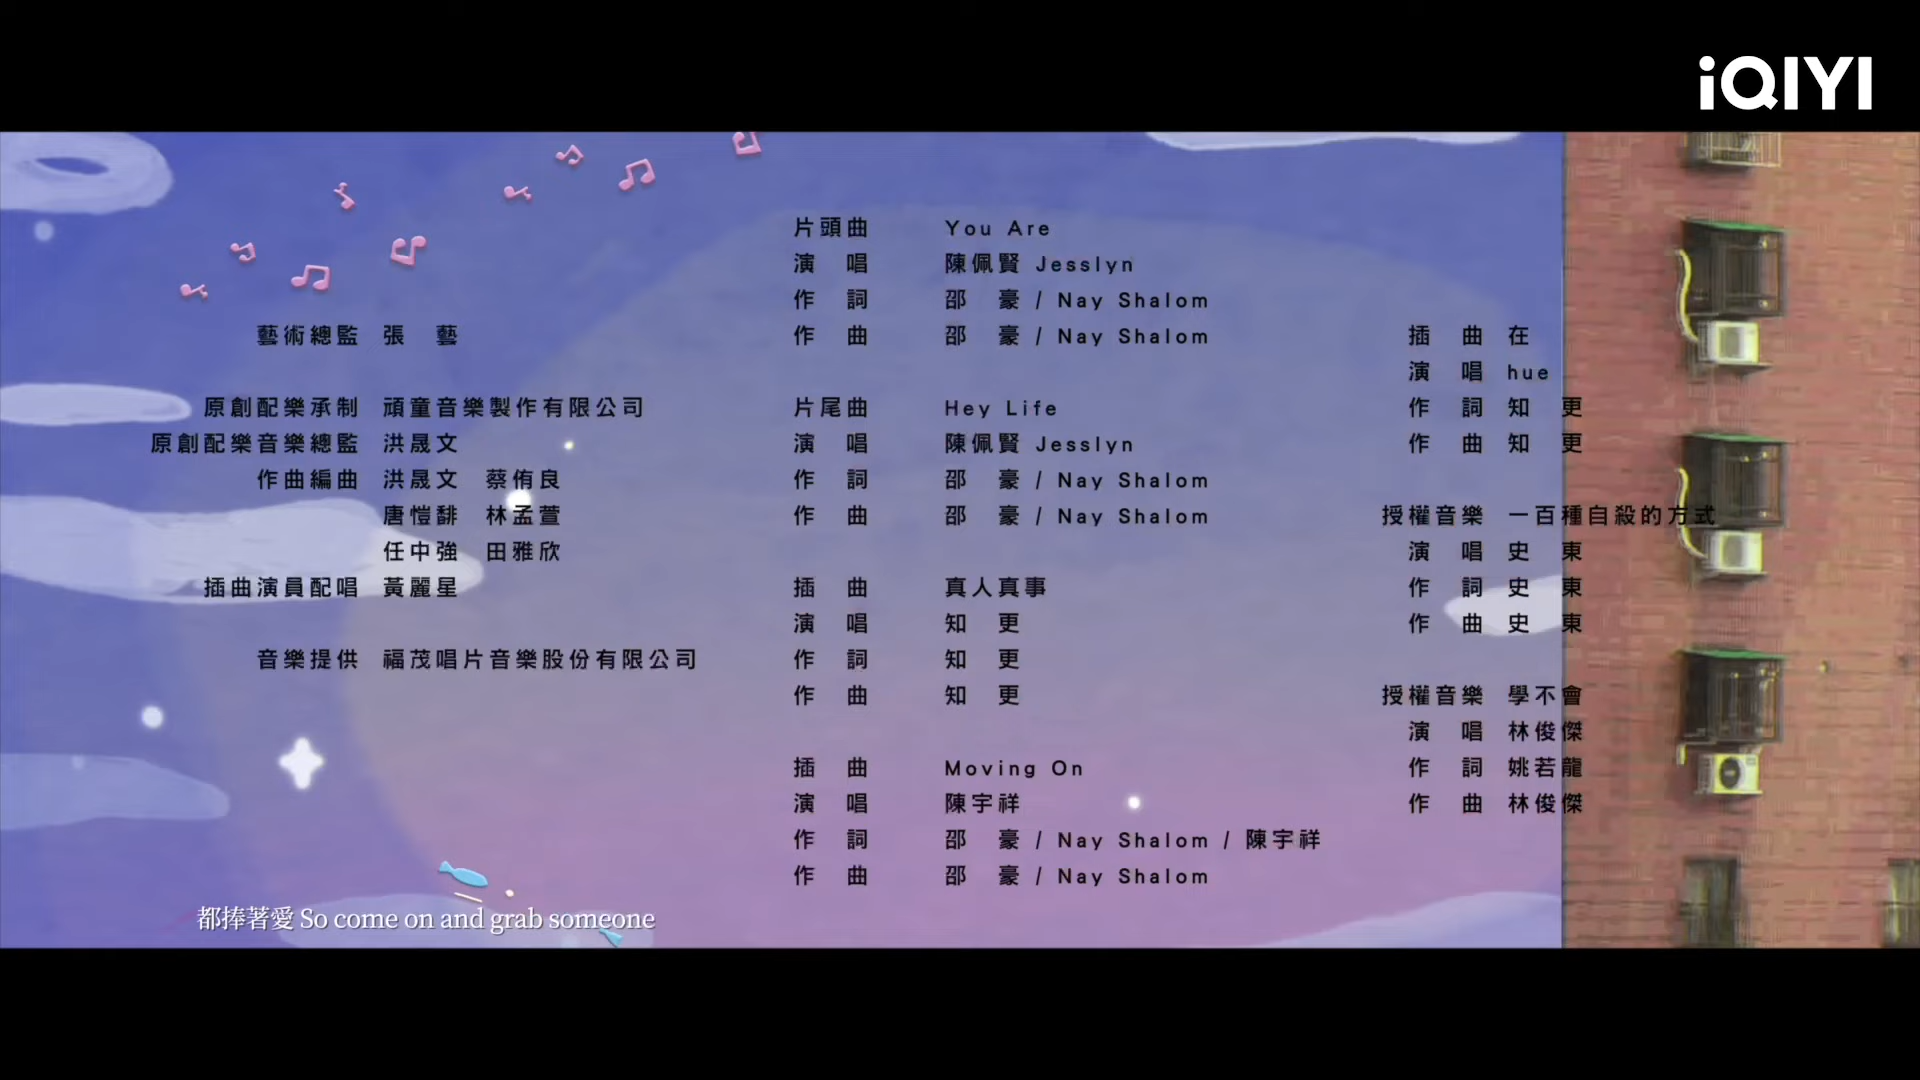 iQIYI
藝術總監 張 藝
原創配樂承制 頑童音樂製作有限公司
原創配樂音樂總監 洪晟文
作曲編曲 洪晟文 蔡侑良
唐愷馡 林孟萱
任中強 田雅欣
插曲演員配唱 黃麗星
音樂提供 福茂唱片音樂股份有限公司
片頭曲 You Are
演 唱 陳佩賢 Jesslyn
作 詞 邵 豪 / Nay Shalom
作 曲 邵 豪 / Nay Shalom
片尾曲 Hey Life
演 唱 陳佩賢 Jesslyn
作 詞 邵 豪 / Nay Shalom
作 曲 邵 豪 / Nay Shalom
插 曲 真人真事
演 唱 知 更
作 詞 知 更
作 曲 知 更
插 曲 Moving On
演 唱 陳宇祥
作 詞 邵 豪 / Nay Shalom / 陳宇祥
作 曲 邵 豪 / Nay Shalom
插 曲 在
演 唱 hue
作 詞 知 更
作 曲 知 更
授權音樂 一百種自殺的方式
演 唱 史 東
作 詞 史 東
作 曲 史 東
授權音樂 學不會
演 唱 林俊傑
作 詞 姚若龍
作 曲 林俊傑
都捧著愛 So come on and grab someone